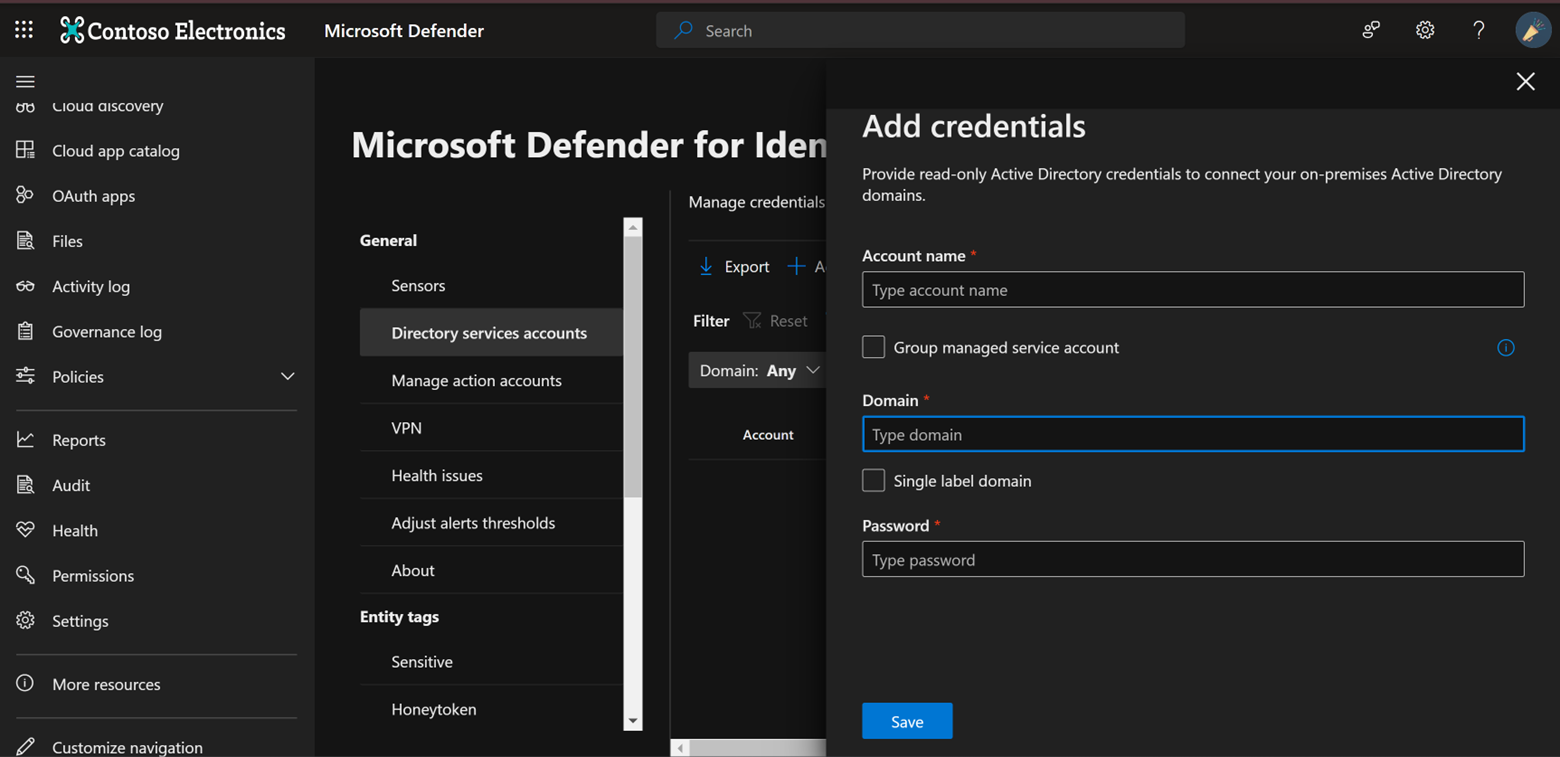 Contoso Electronics
Microsoft Defender
Search
Cloud discovery
Cloud app catalog
OAuth apps
Files
Activity log
Governance log
Policies
Reports
Audit
Health
Permissions
Settings
More resources
Customize navigation
Microsoft Defender for Iden
General
Sensors
Directory services accounts
Manage action accounts
VPN
Health issues
Adjust alerts thresholds
About
Entity tags
Sensitive
Honeytoken
Manage credentials
Export
Filter Reset
Domain: Any
Account
Add credentials
Provide read-only Active Directory credentials to connect your on-premises Active Directory
domains.
Account name *
Type account name
Group managed service account
Domain *
Type domain
Single label domain
Password *
Type password
Save